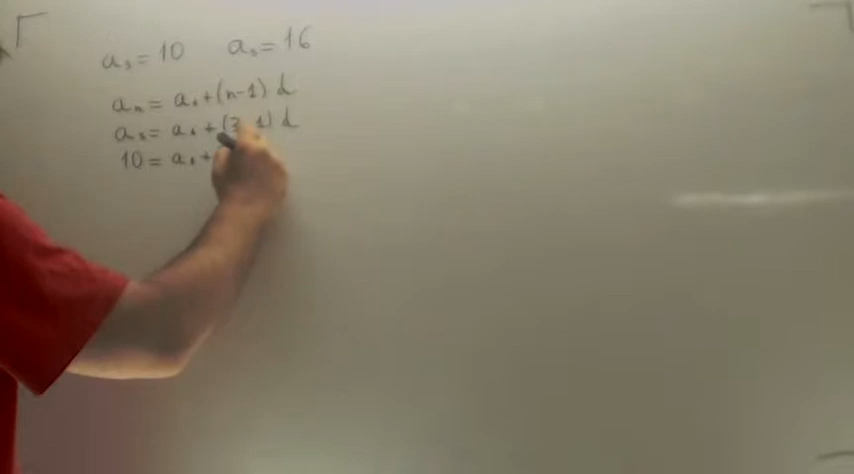 a₃ = 10 a₅ = 16
aₙ = a₁ + (n-1) d
a₃ = a₁ + (3-1) d
10 = a₁ +